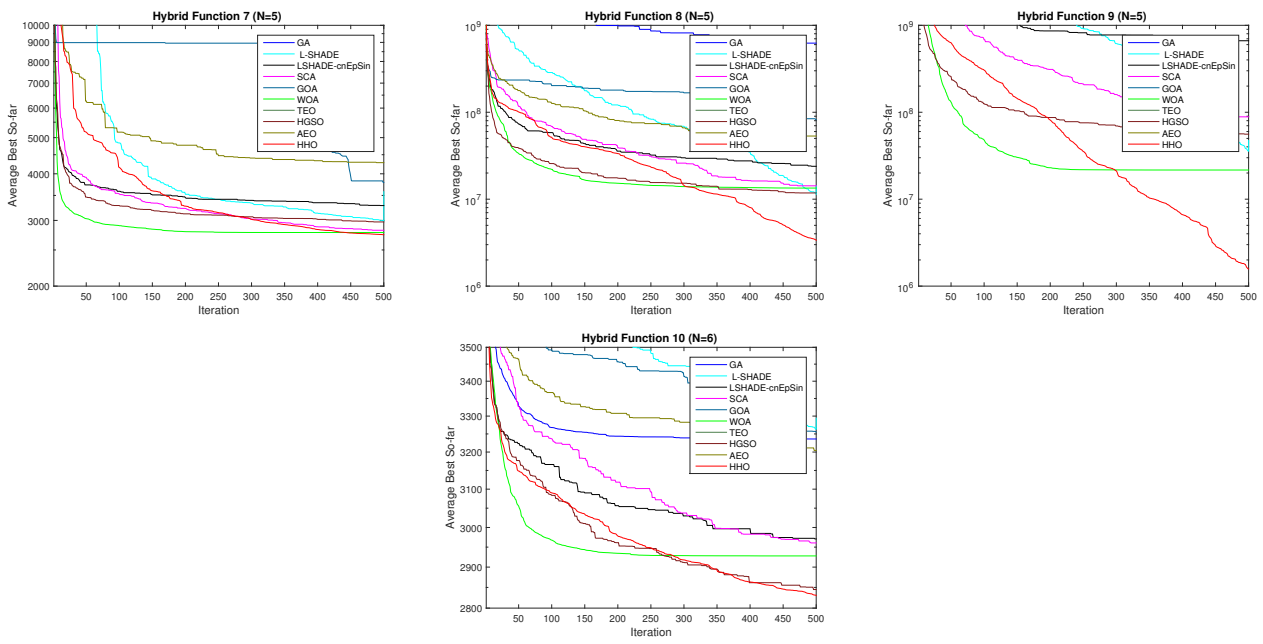 Hybrid Function 7 (N=5)
Average Best So-far
10000
9000
8000
7000
6000
5000
4000
3000
2000
50 100 150 200 250 300 350 400 450 500
Iteration
GA
L-SHADE
LSHADE-cnEpSin
SCA
GOA
WOA
TEO
HGSO
AEO
HHO
Hybrid Function 8 (N=5)
Average Best So-far
10⁹
10⁸
10⁷
10⁶
50 100 150 200 250 300 350 400 450 500
Iteration
GA
L-SHADE
LSHADE-cnEpSin
SCA
GOA
WOA
TEO
HGSO
AEO
HHO
Hybrid Function 9 (N=5)
Average Best So-far
10⁹
10⁸
10⁷
10⁶
50 100 150 200 250 300 350 400 450 500
Iteration
GA
L-SHADE
LSHADE-cnEpSin
SCA
GOA
WOA
TEO
HGSO
AEO
HHO
Hybrid Function 10 (N=6)
Average Best So-far
3500
3400
3300
3200
3100
3000
2900
2800
50 100 150 200 250 300 350 400 450 500
Iteration
GA
L-SHADE
LSHADE-cnEpSin
SCA
GOA
WOA
TEO
HGSO
AEO
HHO